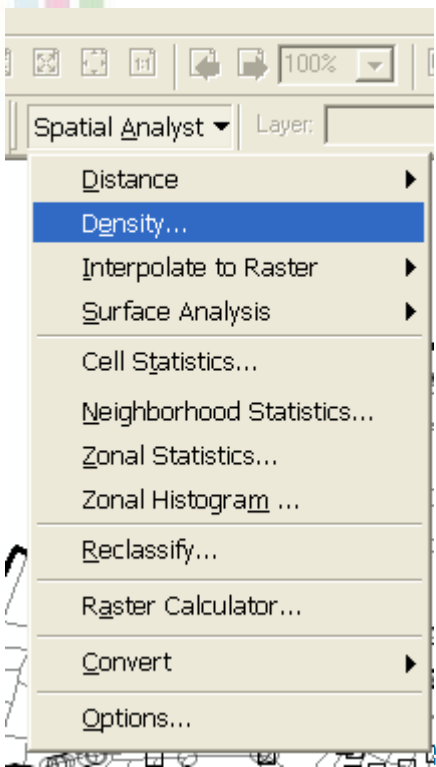 100%
Spatial Analyst Layer:
Distance
Density...
Interpolate to Raster
Surface Analysis
Cell Statistics...
Neighborhood Statistics...
Zonal Statistics...
Zonal Histogram ...
Reclassify...
Raster Calculator...
Convert
Options...